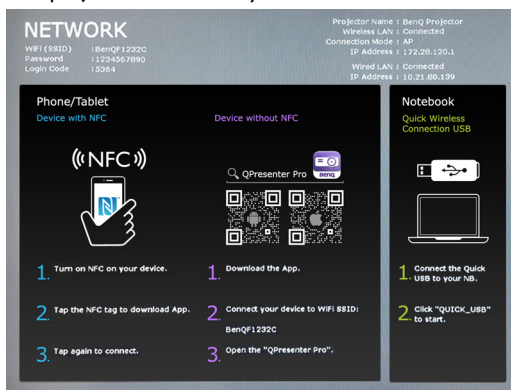 NETWORK
WiFi (SSID) : BenQF1232C
Password : 1234567890
Login Code : 5364
Projector Name : BenQ Projector
Wireless LAN : Connected
Connection Mode : AP
IP Address : 172.28.120.1
Wired LAN : Connected
IP Address : 10.21.80.139
Phone/Tablet
Device with NFC
((NFC))
N
1. Turn on NFC on your device.
2. Tap the NFC tag to download App.
3. Tap again to connect.
Device without NFC
QPresenter Pro
BenQ
1. Download the App.
2. Connect your device to WiFi SSID:
BenQF1232C
3. Open the "QPresenter Pro".
Notebook
Quick Wireless
Connection USB
1. Connect the Quick
USB to your NB.
2. Click "QUICK_USB"
to start.